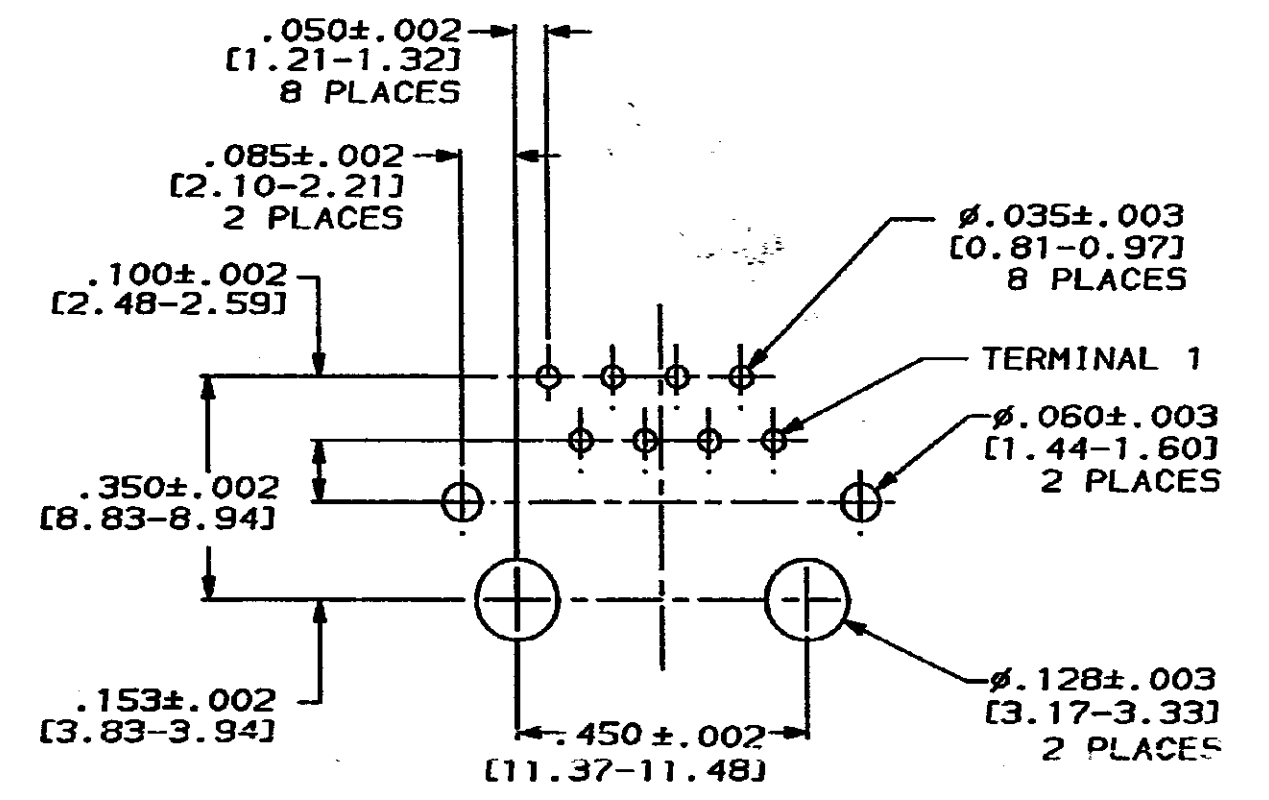 .050±.002
[1.21-1.32]
8 PLACES
.085±.002
[2.10-2.21]
2 PLACES
.100±.002
[2.48-2.59]
ø.035±.003
[0.81-0.97]
8 PLACES
TERMINAL 1
ø.060±.003
[1.44-1.60]
2 PLACES
.350±.002
[8.83-8.94]
.153±.002
[3.83-3.94]
.450±.002
[11.37-11.48]
ø.128±.003
[3.17-3.33]
2 PLACES